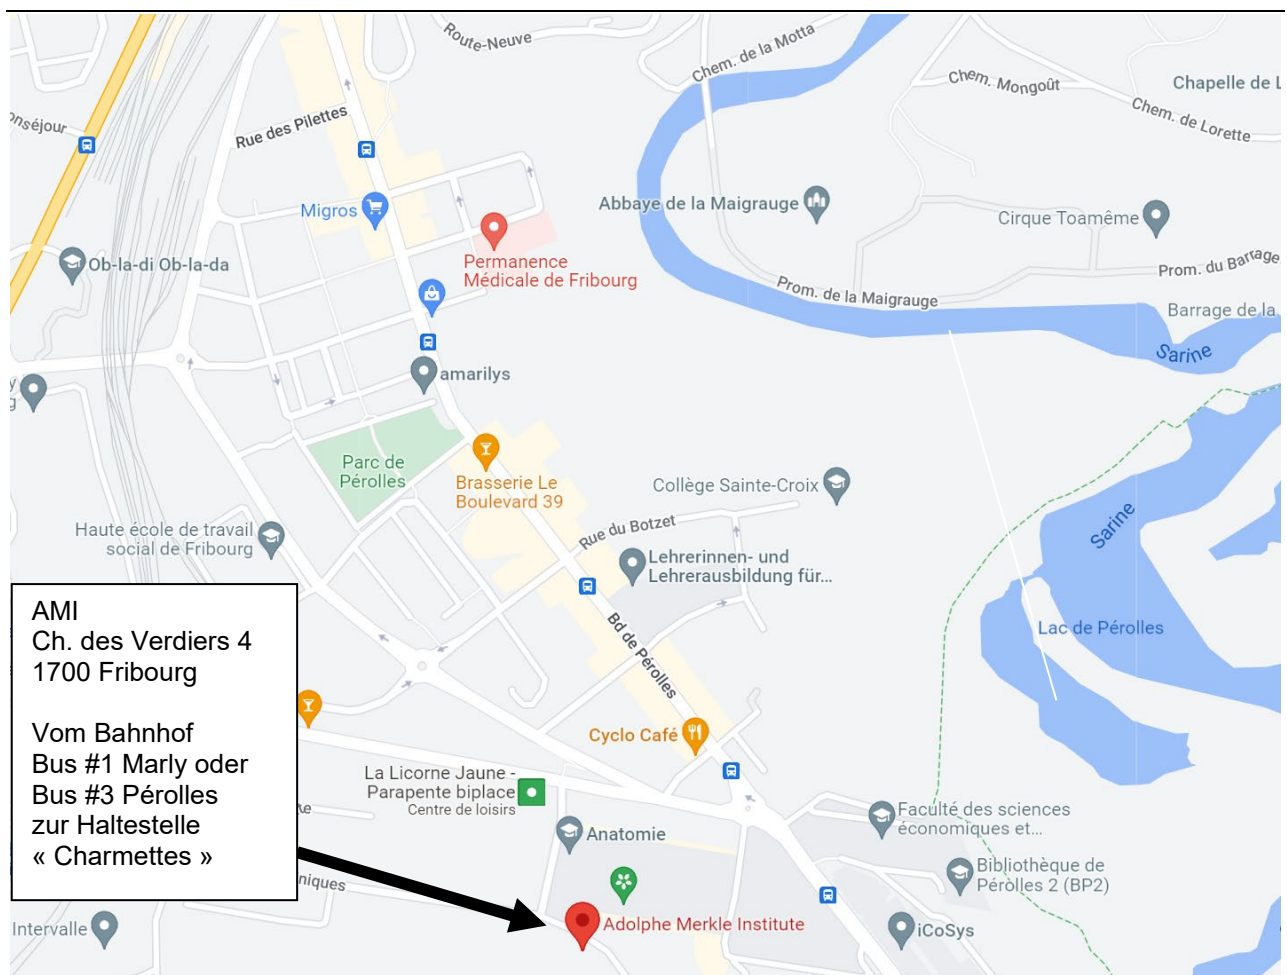 Route-Neuve
Chem. de la Motta
Chem. Mongoût
Chapelle de L
Chem. de Lorette
onséjour
Rue des Pilettes
Migros
Abbaye de la Maigrauge
Cirque Toamême
Ob-la-di Ob-la-da
Permanence
Médicale de Fribourg
Prom. du Barrage
Prom. de la Maigrauge
Barrage de la
Sarine
amarilys
Parc de
Pérolles
Brasserie Le
Boulevard 39
Collège Sainte-Croix
Sarine
Rue du Botzet
Haute école de travail
social de Fribourg
Lehrerinnen- und
Lehrerausbildung für...
AMI
Ch. des Verdiers 4
1700 Fribourg
Vom Bahnhof
Bus #1 Marly oder
Bus #3 Pérolles
zur Haltestelle
« Charmettes »
Bd de Pérolles
Lac de Pérolles
Cyclo Café
La Licorne Jaune -
Parapente biplace
Centre de loisirs
Anatomie
Faculté des sciences
économiques et...
Bibliothèque de
Pérolles 2 (BP2)
niques
Intervalle
Adolphe Merkle Institute
iCoSys